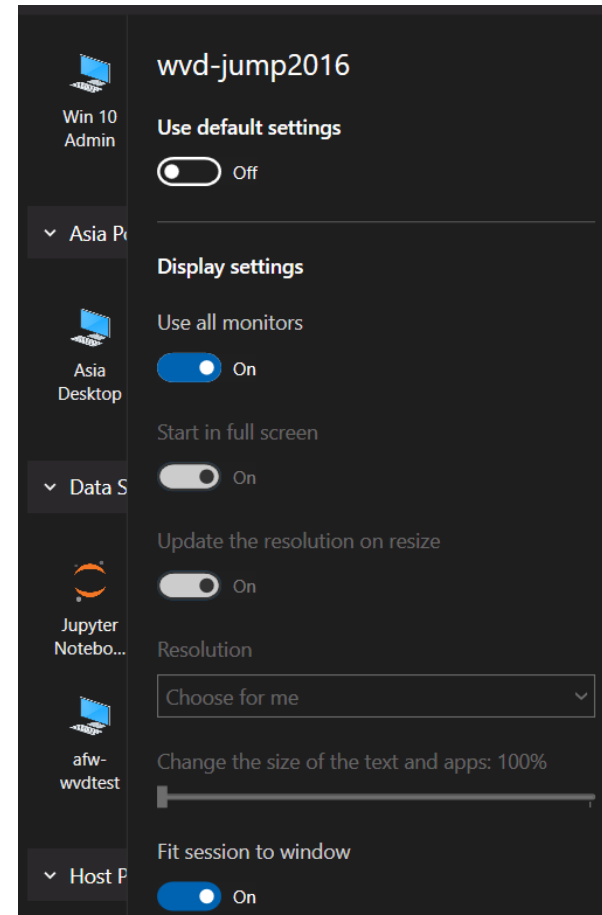 Win 10
Admin
Asia
Desktop
Data S
Jupyter
Notebo...
afw-
wvdtest
Host P
wvd-jump2016
Use default settings
Off
Display settings
Use all monitors
On
Start in full screen
On
Update the resolution on resize
On
Resolution
Choose for me
Change the size of the text and apps: 100%
Fit session to window
On